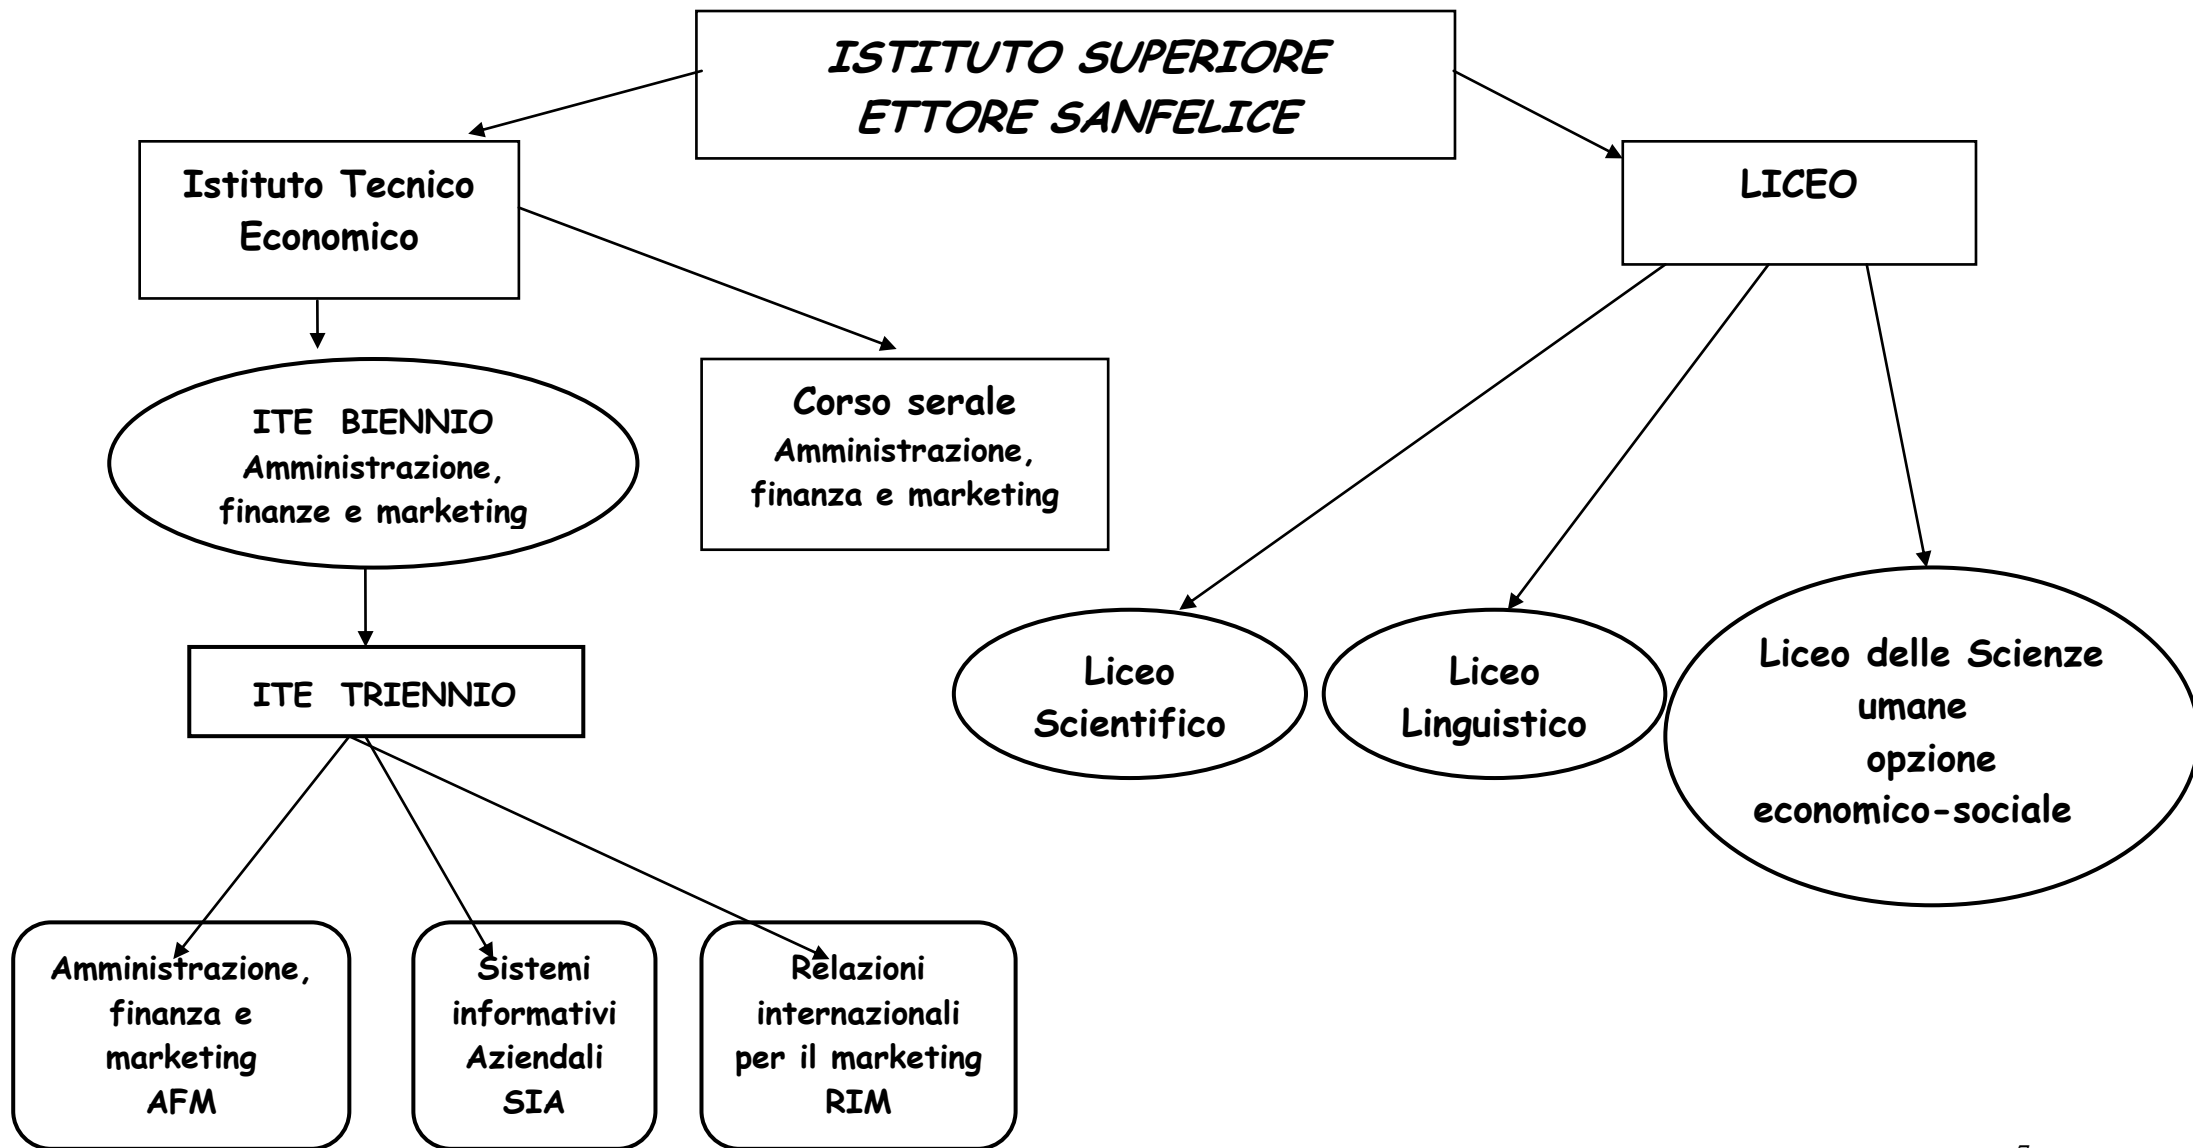 ISTITUTO SUPERIORE
ETTORE SANFELICE
Istituto Tecnico
Economico
LICEO
ITE BIENNIO
Amministrazione,
finanze e marketing
Corso serale
Amministrazione,
finanza e marketing
ITE TRIENNIO
Liceo
Scientifico
Liceo
Linguistico
Liceo delle Scienze
umane
opzione
economico-sociale
Amministrazione,
finanza e
marketing
AFM
Sistemi
informativi
Aziendali
SIA
Relazioni
internazionali
per il marketing
RIM